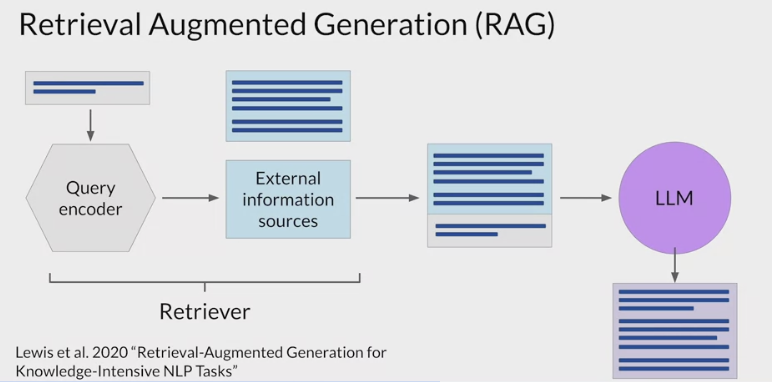 Retrieval Augmented Generation (RAG)
Query
encoder
External
information
sources
LLM
Retriever
Lewis et al. 2020 “Retrieval-Augmented Generation for
Knowledge-Intensive NLP Tasks”